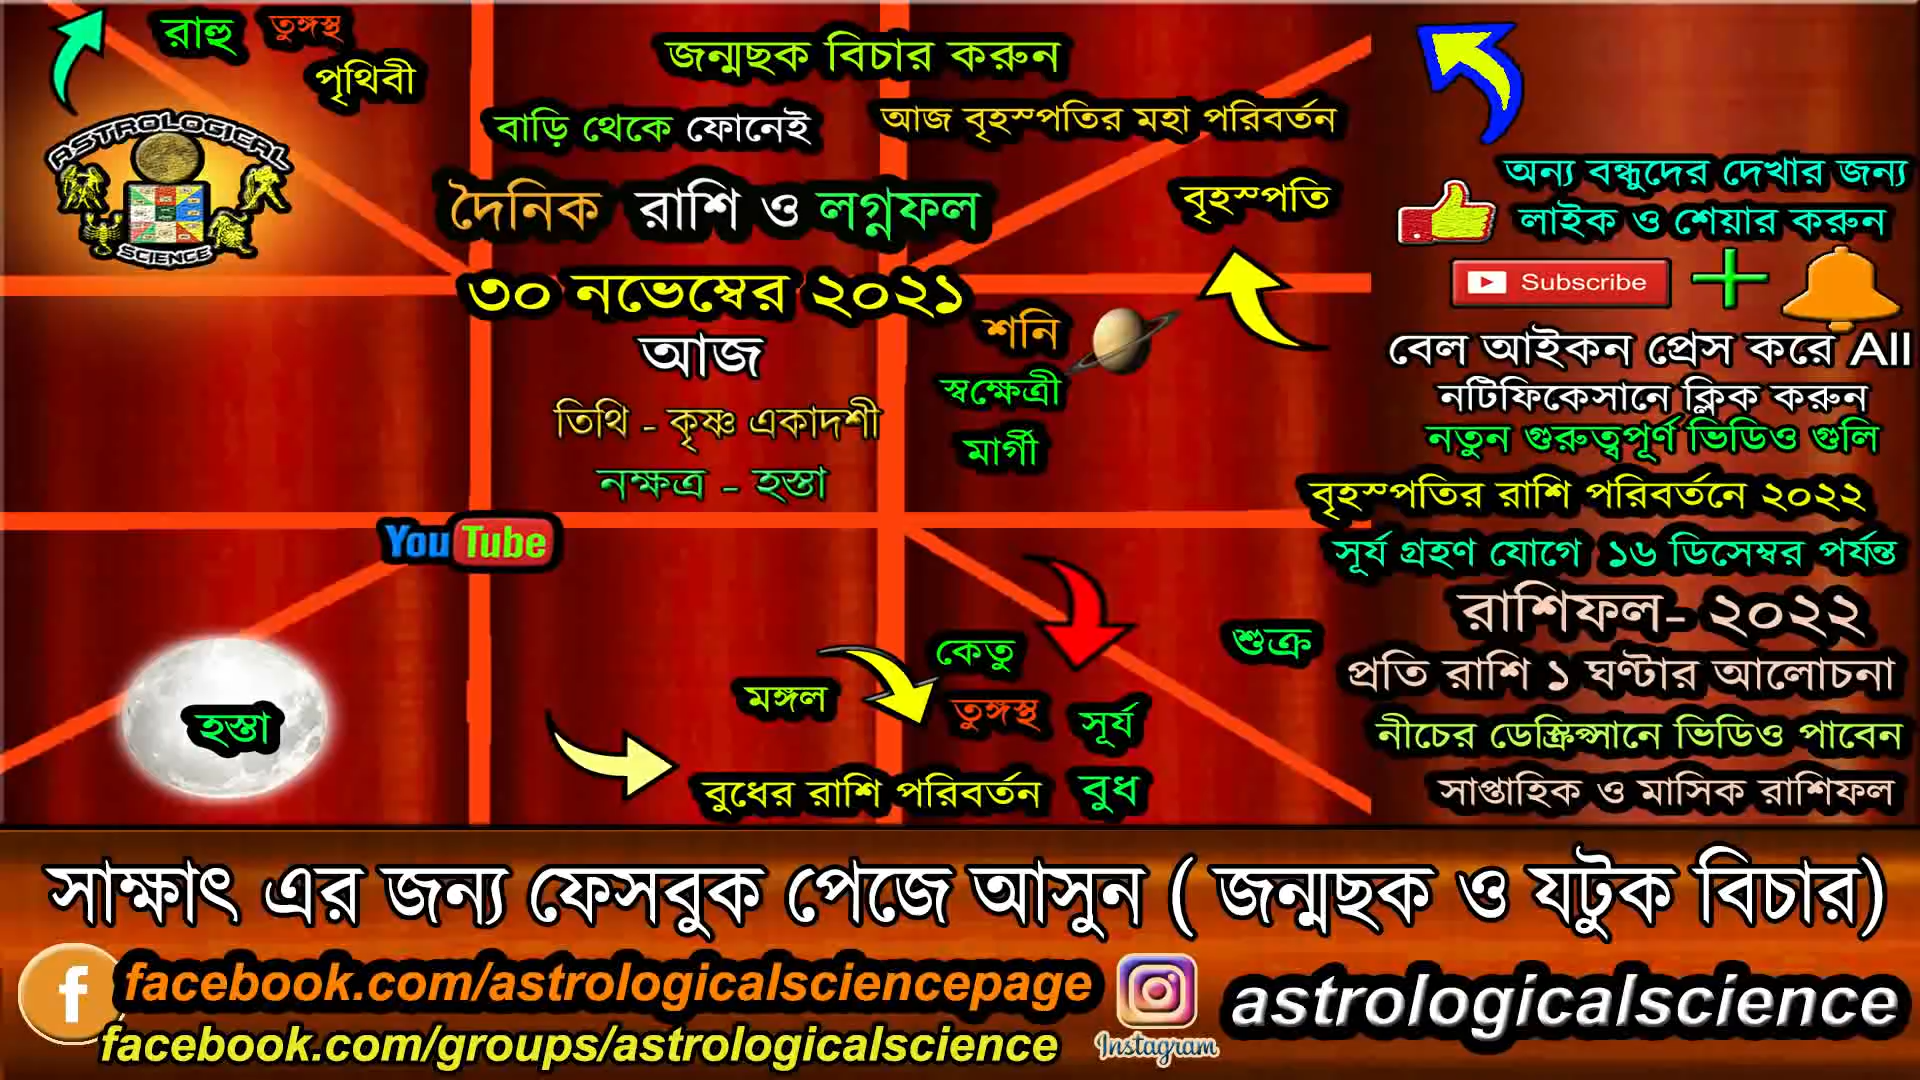 রাহু তুঙ্গস্থ
পৃথিবী
ASTROLOGICAL
SCIENCE
জন্মছক বিচার করুন
বাড়ি থেকে ফোনেই
আজ বৃহস্পতির মহা পরিবর্তন
দৈনিক রাশি ও লগ্নফল
বৃহস্পতি
৩০ নভেম্বের ২০২১
আজ
তিথি - কৃষ্ণ একাদশী
নক্ষত্র - হস্তা
শনি
স্বক্ষেত্রী
মার্গী
YouTube
হস্তা
মঙ্গল
কেতু
তুঙ্গস্থ
সূর্য
শুক্র
বুধের রাশি পরিবর্তন
বুধ
অন্য বন্ধুদের দেখার জন্য
লাইক ও শেয়ার করুন
Subscribe
বেল আইকন প্রেস করে All
নটিফিকেসানে ক্লিক করুন
নতুন গুরুত্বপূর্ণ ভিডিও গুলি
বৃহস্পতির রাশি পরিবর্তনে ২০২২
সূর্য গ্রহণ যোগে ১৬ ডিসেম্বর পর্যন্ত
রাশিফল- ২০২২
প্রতি রাশি ১ ঘণ্টার আলোচনা
নীচের ডেস্ক্রিপ্সানে ভিডিও পাবেন
সাপ্তাহিক ও মাসিক রাশিফল
সাক্ষাৎ এর জন্য ফেসবুক পেজে আসুন ( জন্মছক ও যটুক বিচার)
f facebook.com/astrologicalsciencepage
facebook.com/groups/astrologicalscience
Instagram
astrologicalscience